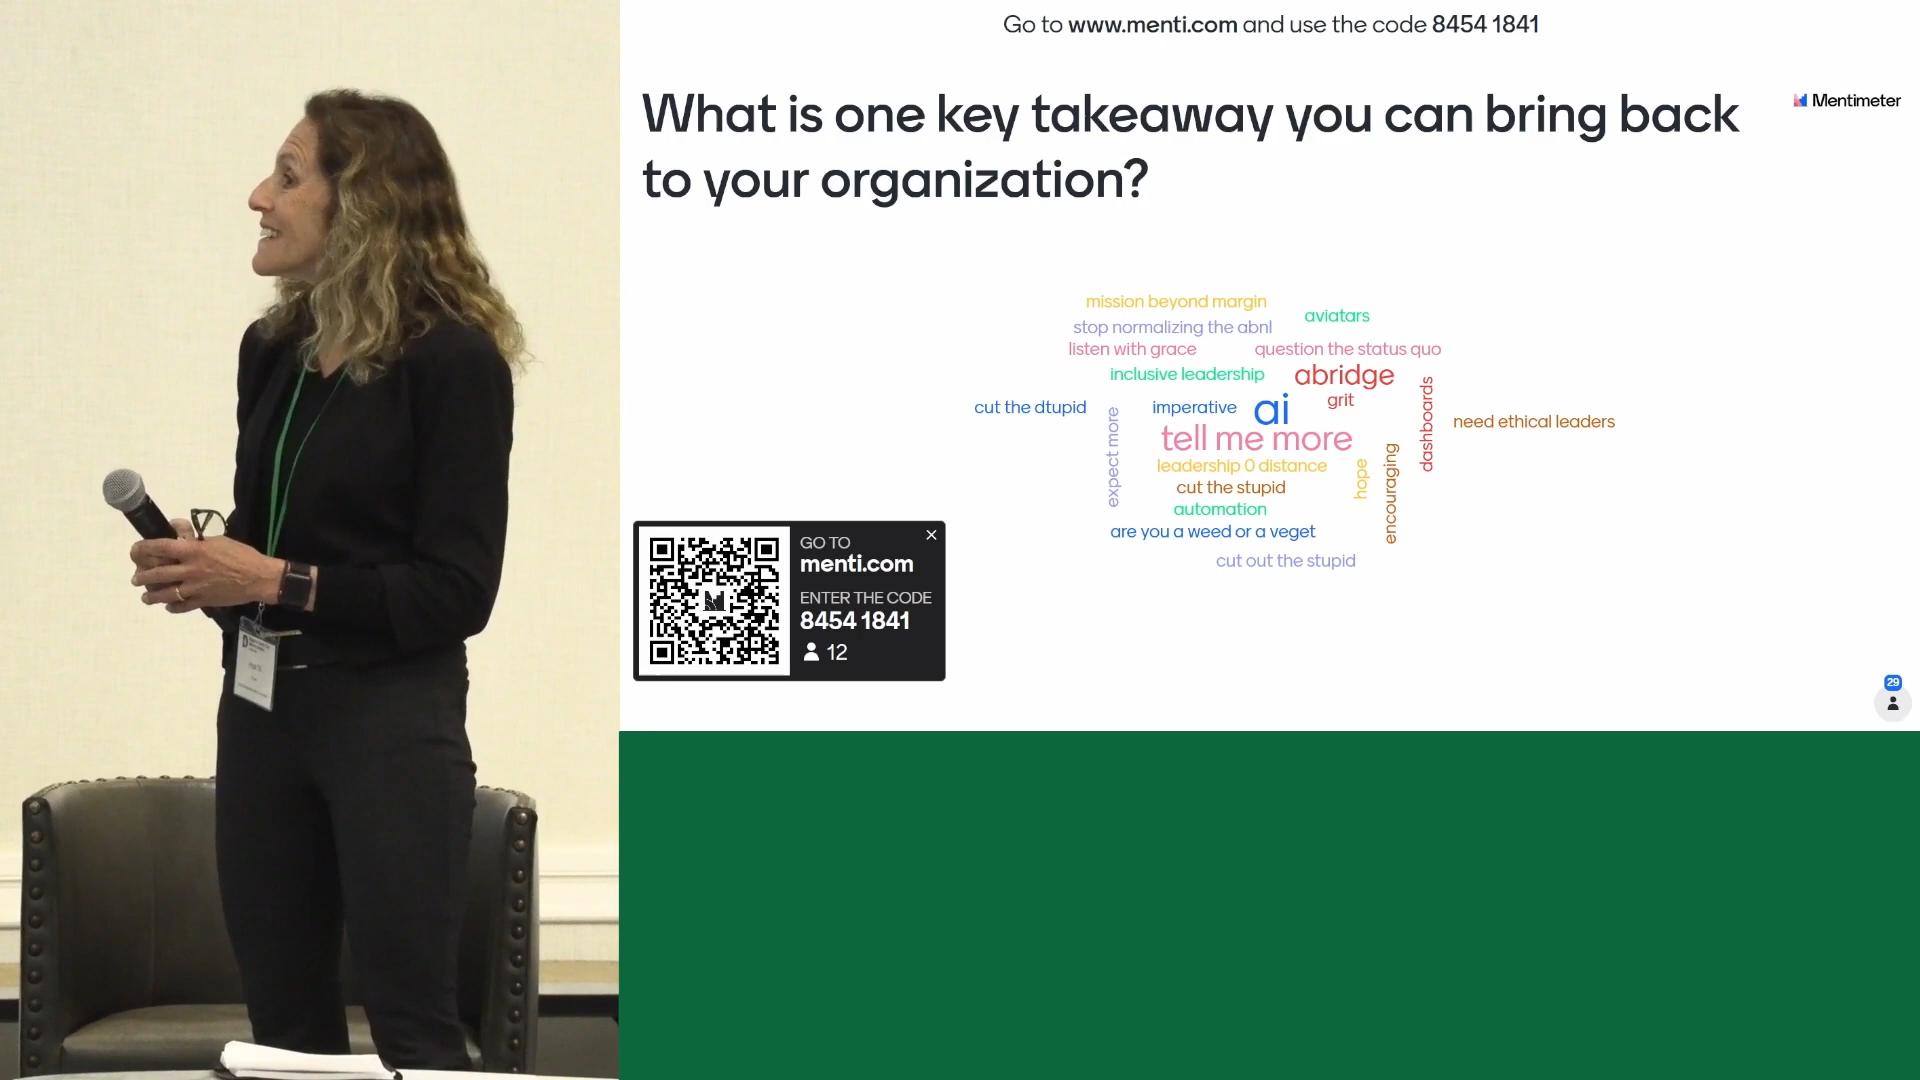 Go to www.menti.com and use the code 8454 1841
What is one key takeaway you can bring back
to your organization?
Mentimeter
mission beyond margin
aviatars
stop normalizing the abnl
listen with grace
question the status quo
inclusive leadership
abridge
cut the dtupid
imperative
ai
grit
dashboards
need ethical leaders
expect more
tell me more
leadership 0 distance
hope
encouraging
cut the stupid
automation
are you a weed or a veget
cut out the stupid
GO TO
menti.com
ENTER THE CODE
8454 1841
12
29